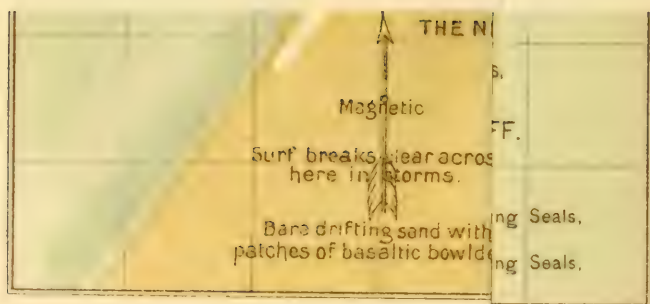 THE N
s.
Magnetic
FF.
Surf breaks clear acros
here in storms.
ng Seals.
Bare drifting sand with
patches of basaltic bowlde
ng Seals.